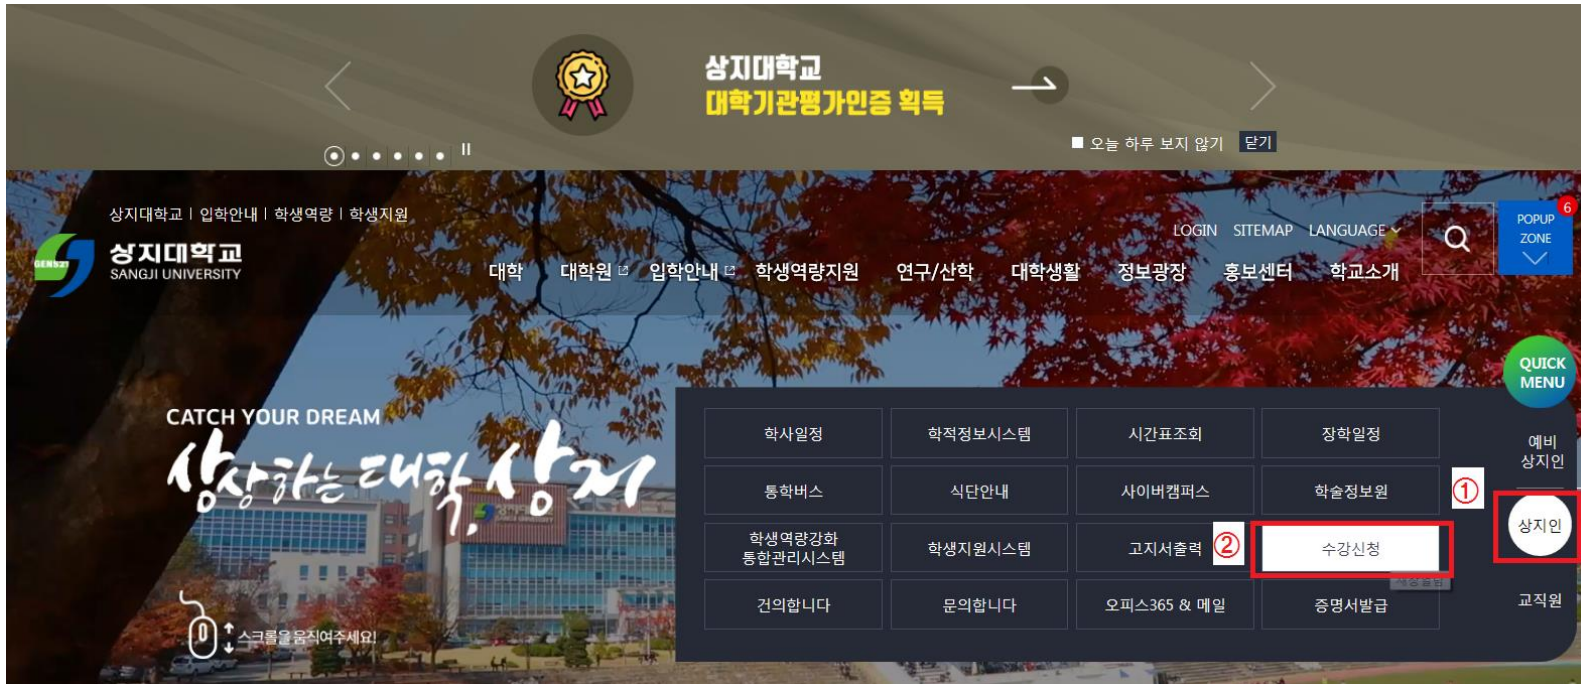 상지대학교
대학기관평가인증 획득
오늘 하루 보지 않기 닫기
상지대학교 | 입학안내 | 학생역량 | 학생지원
LOGIN SITEMAP LANGUAGE
POPUP
ZONE
6
GENS21
상지대학교
SANGJI UNIVERSITY
대학 대학원 입학안내 학생역량지원 연구/산학 대학생활 정보광장 홍보센터 학교소개
QUICK
MENU
CATCH YOUR DREAM
상상하는 대학, 상지
학사일정 학적정보시스템 시간표조회 장학일정
예비
상지인
통학버스 식단안내 사이버캠퍼스 학술정보원
①
상지인
학생역량강화
통합관리시스템
학생지원시스템 고지서출력 ② 수강신청
새창열림
건의합니다 문의합니다 오피스365 & 메일 증명서발급
교직원
스크롤을 움직여주세요!